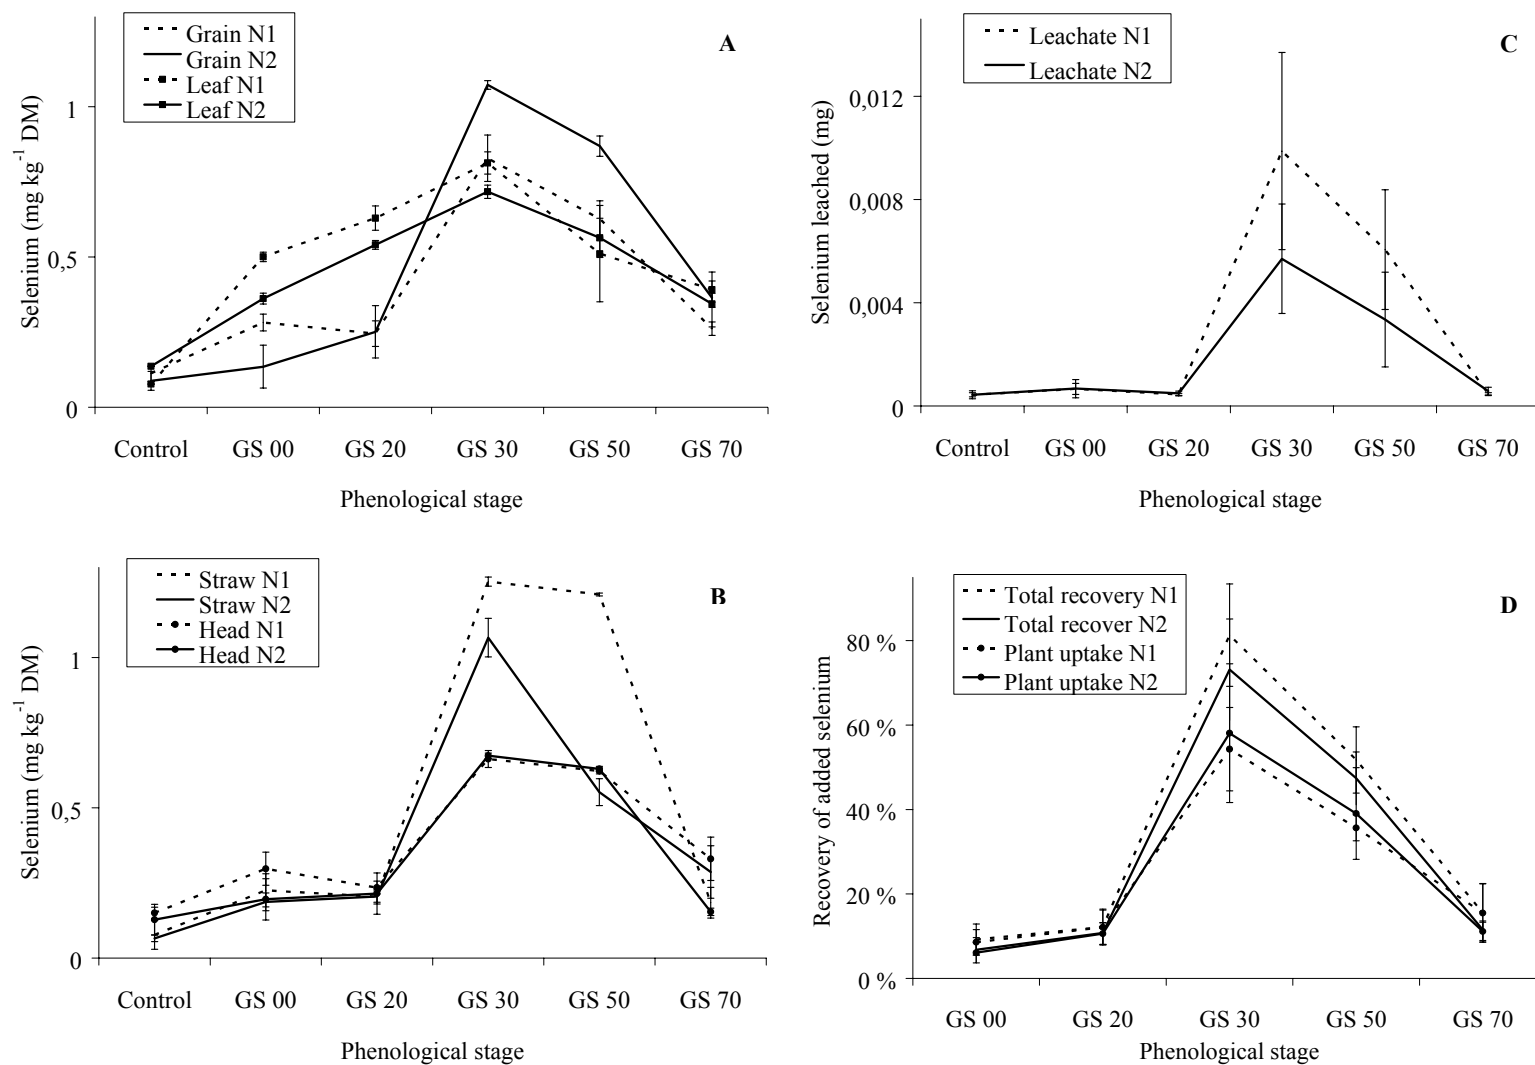 Grain N1
Grain N2
Leaf N1
Leaf N2
A
Selenium (mg kg⁻¹ DM)
1
0,5
0
Control GS 00 GS 20 GS 30 GS 50 GS 70
Phenological stage
Leachate N1
Leachate N2
C
Selenium leached (mg)
0,012
0,008
0,004
0
Control GS 00 GS 20 GS 30 GS 50 GS 70
Phenological stage
Straw N1
Straw N2
Head N1
Head N2
B
Selenium (mg kg⁻¹ DM)
1
0,5
0
Control GS 00 GS 20 GS 30 GS 50 GS 70
Phenological stage
Total recovery N1
Total recover N2
Plant uptake N1
Plant uptake N2
D
Recovery of added selenium
80 %
60 %
40 %
20 %
0 %
GS 00 GS 20 GS 30 GS 50 GS 70
Phenological stage